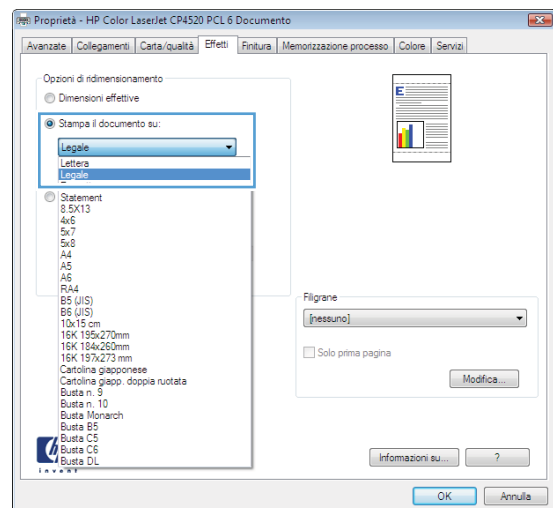 Proprietà - HP Color LaserJet CP4520 PCL 6 Documento
Avanzate Collegamenti Carta/qualità Effetti Finitura Memorizzazione processo Colore Servizi
Opzioni di ridimensionamento
Dimensioni effettive
Stampa il documento su:
Legale
Lettera
Legale
Statement
8.5X13
4x6
5x7
5x8
A4
A5
A6
RA4
B5 (JIS)
B6 (JIS)
10x15 cm
16K 195x270mm
16K 184x260mm
16K 197x273 mm
Cartolina giapponese
Cartolina giapp. doppia ruotata
Busta n. 9
Busta n. 10
Busta Monarch
Busta B5
Busta C5
Busta C6
Busta DL
E
Filigrane
[nessuno]
Solo prima pagina
Modifica...
invent
Informazioni su... ?
OK Annulla